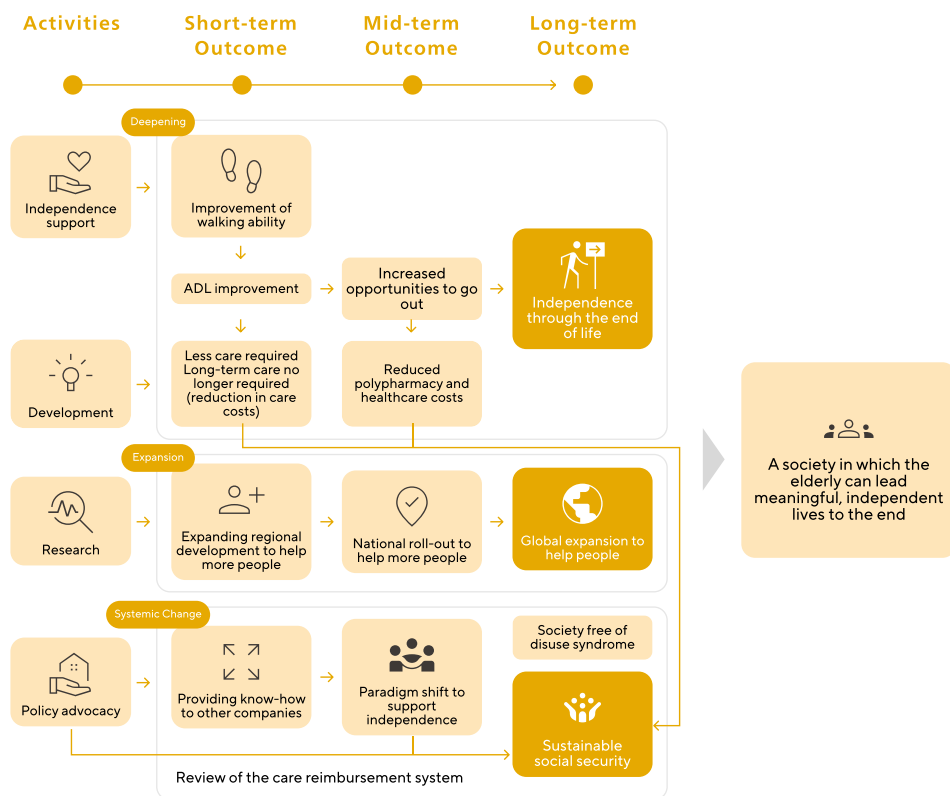 Activities
Short-term
Outcome
Mid-term
Outcome
Long-term
Outcome
Deepening
Independence
support
Improvement of
walking ability
ADL improvement
Increased
opportunities to go
out
Independence
through the end
of life
Development
Less care required
Long-term care no
longer required
(reduction in care
costs)
Reduced
polypharmacy and
healthcare costs
Expansion
Research
Expanding regional
development to help
more people
National roll-out to
help more people
Global expansion to
help people
A society in which the
elderly can lead
meaningful, independent
lives to the end
Systemic Change
Policy advocacy
Providing know-how
to other companies
Paradigm shift to
support
independence
Society free of
disuse syndrome
Sustainable
social security
Review of the care reimbursement system